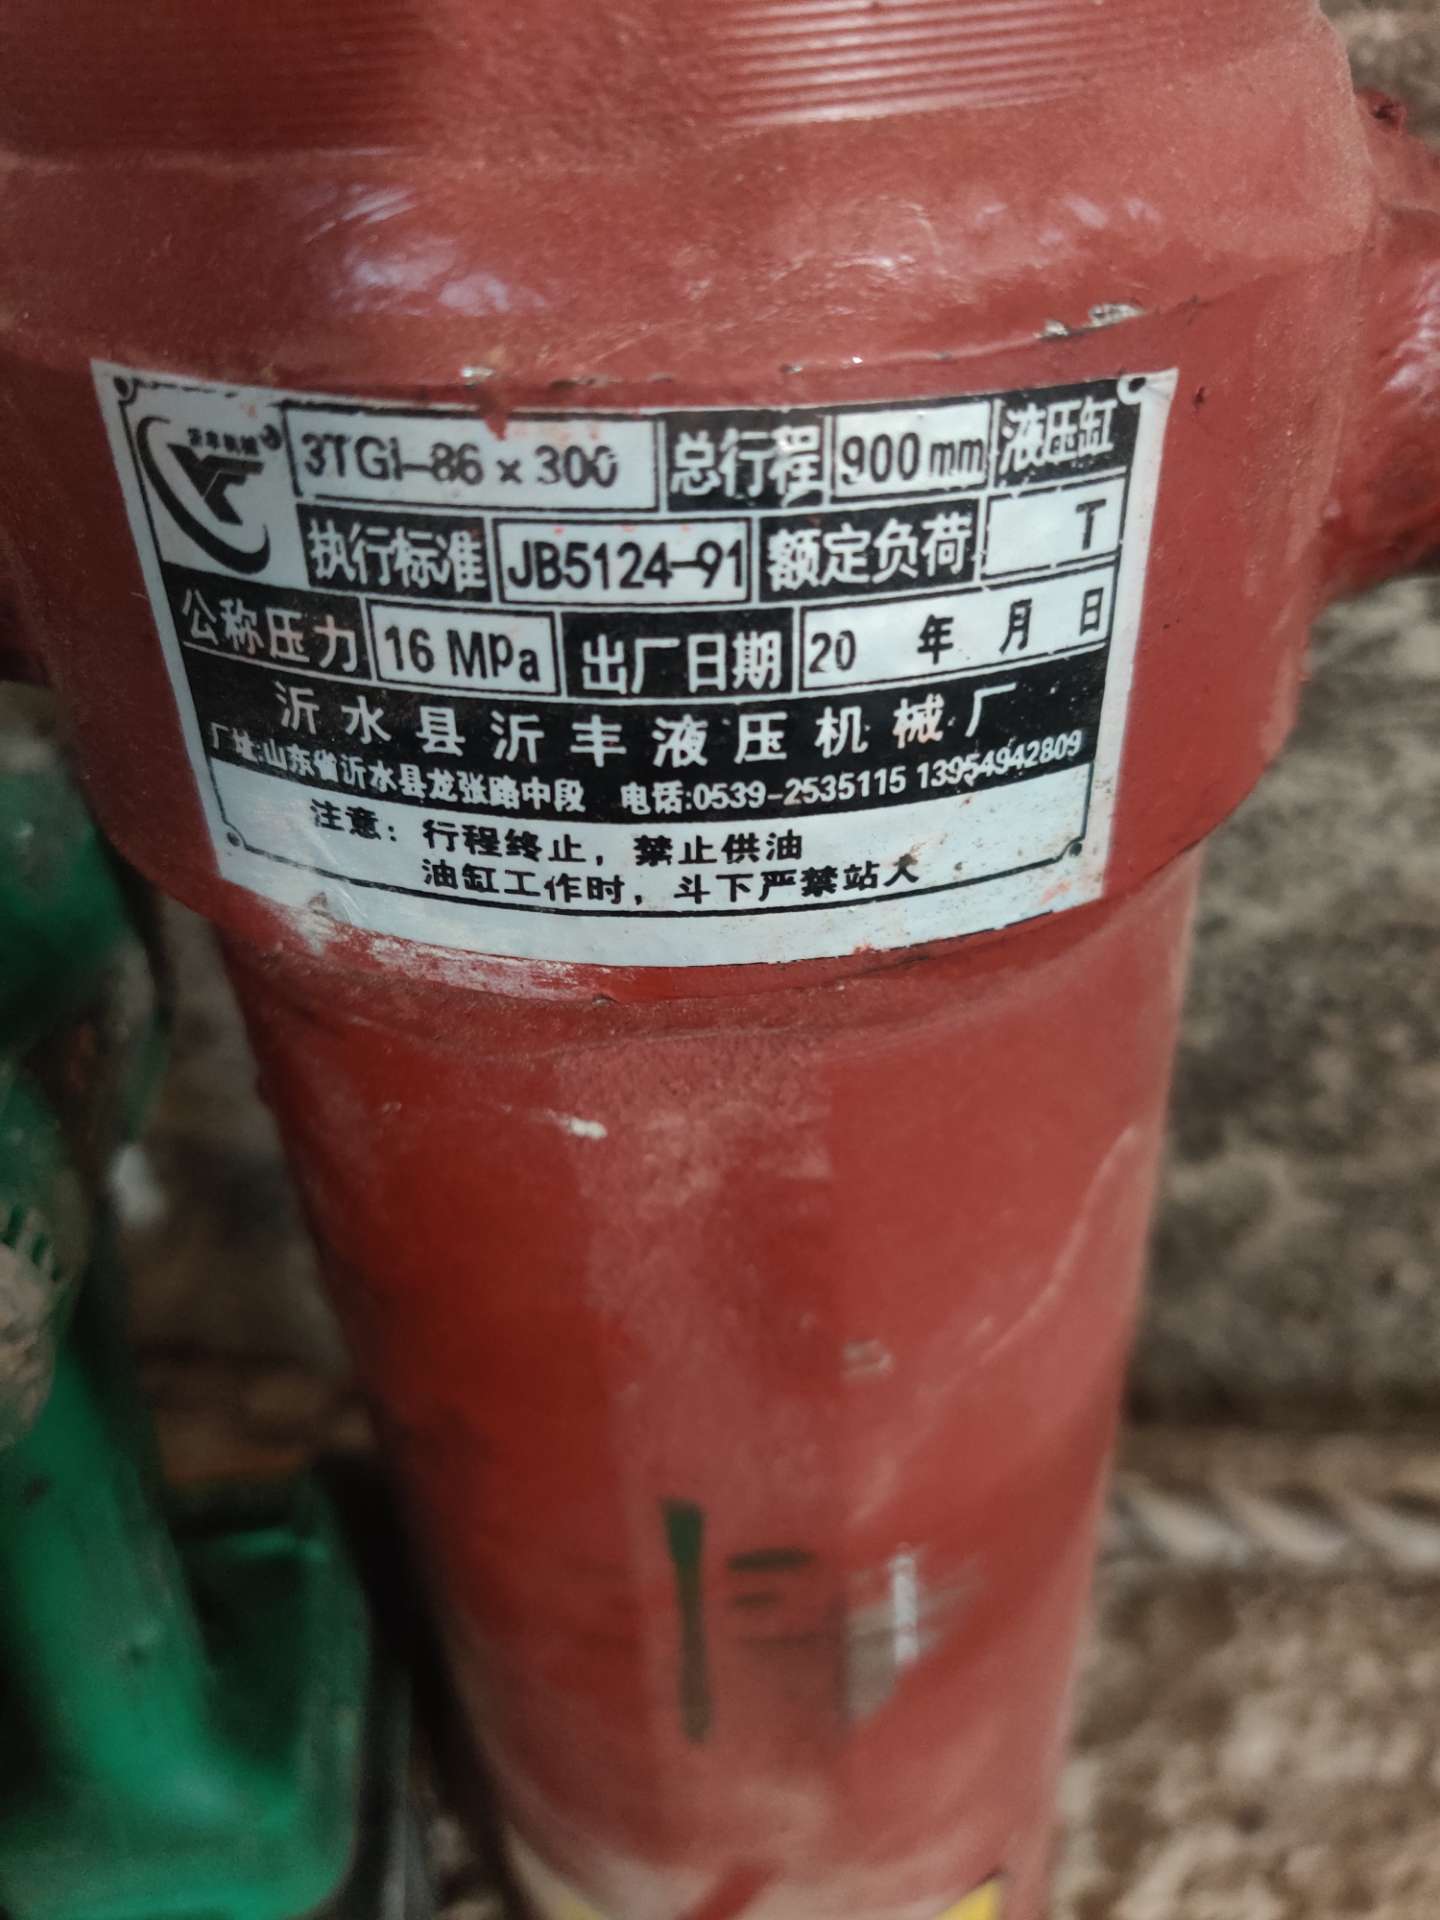 3TGI-86×300 总行程 900mm 液压缸
执行标准 JB5124-91 额定负荷 T
公称压力 16MPa 出厂日期 20 年 月 日
沂水县沂丰液压机械厂
厂址:山东省沂水县龙张路中段 电话:0539-2535115 13954942809
注意:行程终止,禁止供油
油缸工作时,斗下严禁站人